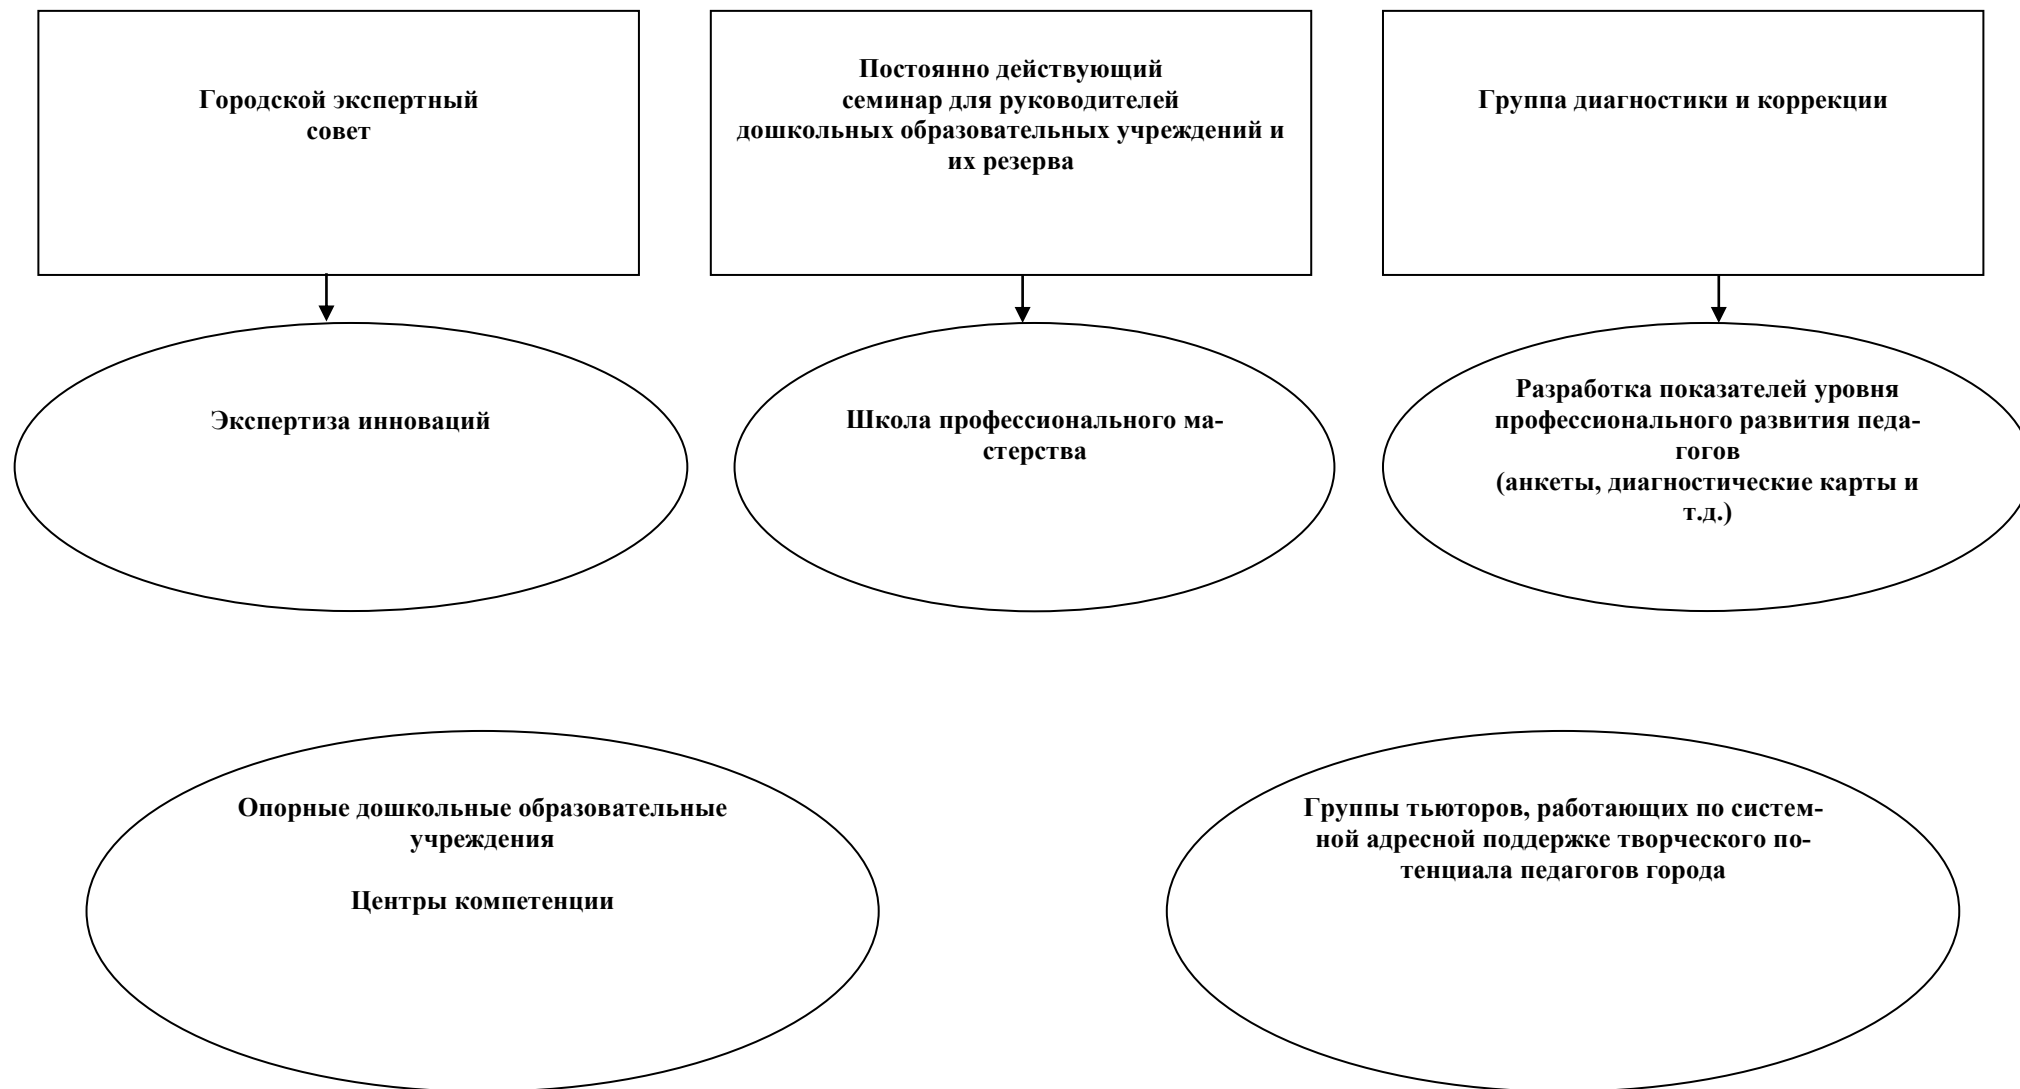 Городской экспертный
совет
Постоянно действующий
семинар для руководителей
дошкольных образовательных учреждений и
их резерва
Группа диагностики и коррекции
Экспертиза инноваций
Школа профессионального ма-
стерства
Разработка показателей уровня
профессионального развития педа-
гогов
(анкеты, диагностические карты и
т.д.)
Опорные дошкольные образовательные
учреждения
Центры компетенции
Группы тьюторов, работающих по систем-
ной адресной поддержке творческого по-
тенциала педагогов города